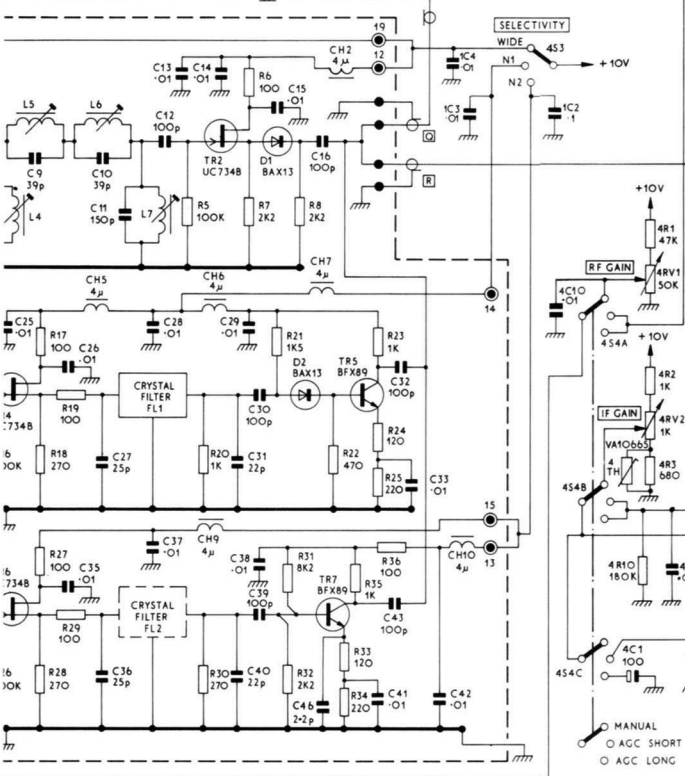 SELECTIVITY
WIDE
4S3
+ 10V
N1
N2
19
12
CH2
4µ
1C4
·01
1C3
·01
1C2
·1
C13
·01
C14
·01
R6
100
C15
·01
L5
L6
C12
100p
C9
39p
C10
39p
TR2
UC734B
D1
BAX13
C16
100p
Q
R
L4
C11
150p
L7
R5
100K
R7
2K2
R8
2K2
+10V
4R1
47K
RF GAIN
4RV1
50K
4C10
·01
4S4A
CH5
4µ
CH6
4µ
CH7
4µ
14
C25
·01
R17
100
C26
·01
C28
·01
C29
·01
R21
1K5
D2
BAX13
TR5
BFX89
R23
1K
C32
100p
+ 10V
4R2
1K
IF GAIN
4RV2
1K
VA1066S
4
TH
4R3
680
4S4B
734B
R19
100
CRYSTAL
FILTER
FL1
C30
100p
R24
120
R18
270
C27
25p
R20
1K
C31
22p
R22
470
R25
220
C33
·01
15
13
CH9
4µ
C37
·01
R27
100
C35
·01
734B
R29
100
CRYSTAL
FILTER
FL2
C38
·01
C39
100p
R31
8K2
TR7
BFX89
R36
100
R35
1K
CH10
4µ
C43
100p
4R10
180K
R28
270
C36
25p
R30
270
C40
22p
R32
2K2
R33
120
R34
220
C46
2·2p
C41
·01
C42
·01
4S4C
4C1
100
MANUAL
AGC SHORT
AGC LONG